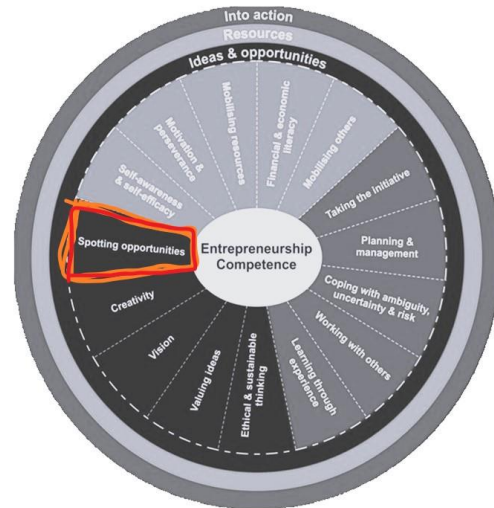 Into action
Resources
Ideas & opportunities
Self-awareness
& self-efficacy
Motivation &
perseverance
Mobilising resources
Financial & economic
literacy
Mobilising others
Taking the initiative
Planning &
management
Coping with ambiguity,
uncertainty & risk
Working with others
Learning through
experience
Ethical & sustainable
thinking
Valuing ideas
Vision
Creativity
Spotting opportunities
Entrepreneurship
Competence